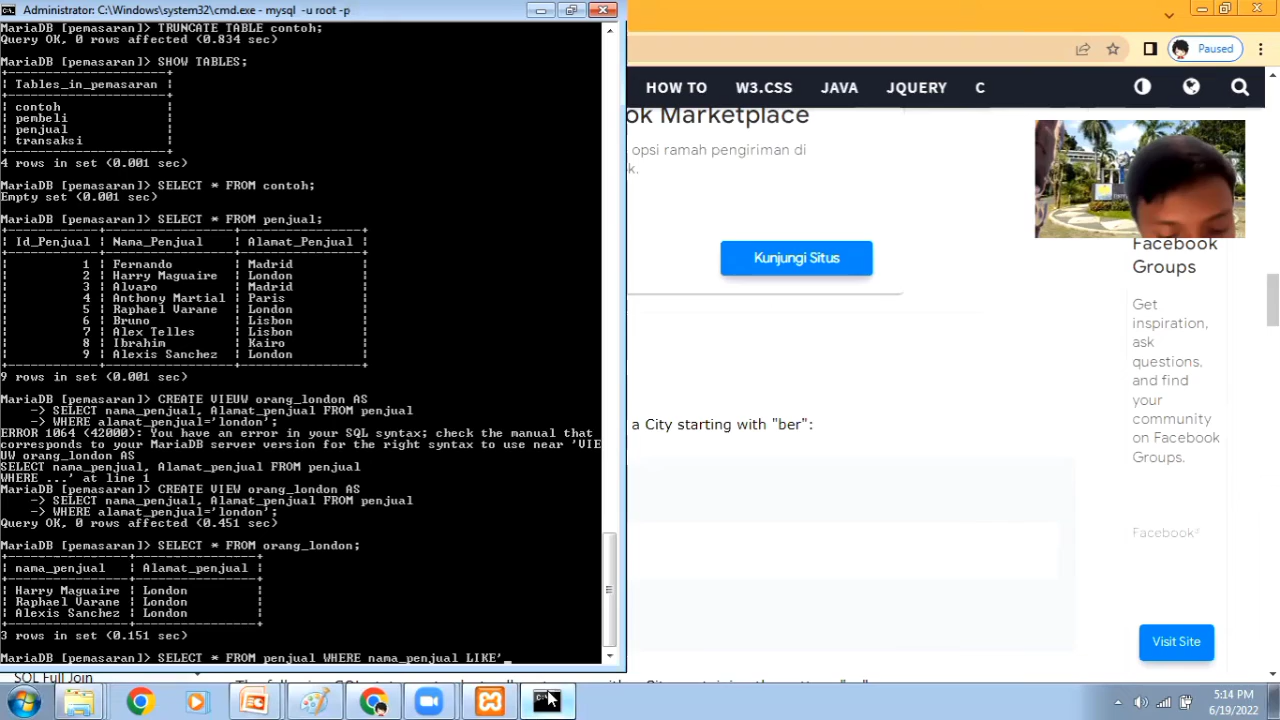 Administrator: C:\Windows\system32\cmd.exe - mysql -u root -p
MariaDB [pemasaran]> TRUNCATE TABLE contoh;
Query OK, 0 rows affected (0.834 sec)
MariaDB [pemasaran]> SHOW TABLES;
+---------------------+
| Tables_in_pemasaran |
+---------------------+
| contoh |
| pembeli |
| penjual |
| transaksi |
+---------------------+
4 rows in set (0.001 sec)
MariaDB [pemasaran]> SELECT * FROM contoh;
Empty set (0.001 sec)
MariaDB [pemasaran]> SELECT * FROM penjual;
+------------+-----------------+----------------+
| Id_Penjual | Nama_Penjual | Alamat_Penjual |
+------------+-----------------+----------------+
| 1 | Fernando | Madrid |
| 2 | Harry Maguaire | London |
| 3 | Alvaro | Madrid |
| 4 | Anthony Martial | Paris |
| 5 | Raphael Varane | London |
| 6 | Bruno | Lisbon |
| 7 | Alex Telles | Lisbon |
| 8 | Ibrahim | Kairo |
| 9 | Alexis Sanchez | London |
+------------+-----------------+----------------+
9 rows in set (0.001 sec)
MariaDB [pemasaran]> CREATE VIEUW orang_london AS
-> SELECT nama_penjual, Alamat_penjual FROM penjual
-> WHERE alamat_penjual='london';
ERROR 1064 (42000): You have an error in your SQL syntax; check the manual that
corresponds to your MariaDB server version for the right syntax to use near 'VIE
UW orang_london AS
SELECT nama_penjual, Alamat_penjual FROM penjual
WHERE ...' at line 1
MariaDB [pemasaran]> CREATE VIEW orang_london AS
-> SELECT nama_penjual, Alamat_penjual FROM penjual
-> WHERE alamat_penjual='london';
Query OK, 0 rows affected (0.451 sec)
MariaDB [pemasaran]> SELECT * FROM orang_london;
+----------------+----------------+
| nama_penjual | Alamat_penjual |
+----------------+----------------+
| Harry Maguaire | London |
| Raphael Varane | London |
| Alexis Sanchez | London |
+----------------+----------------+
3 rows in set (0.151 sec)
MariaDB [pemasaran]> SELECT * FROM penjual WHERE nama_penjual LIKE'_
Paused
HOW TO W3.CSS JAVA JQUERY C
ok Marketplace
opsi ramah pengiriman di
k.
Kunjungi Situs
Facebook
Groups
Get
inspiration,
ask
questions,
and find
your
community
on Facebook
Groups.
a City starting with "ber":
Facebook
Visit Site
SQL Full Join
5:14 PM
6/19/2022